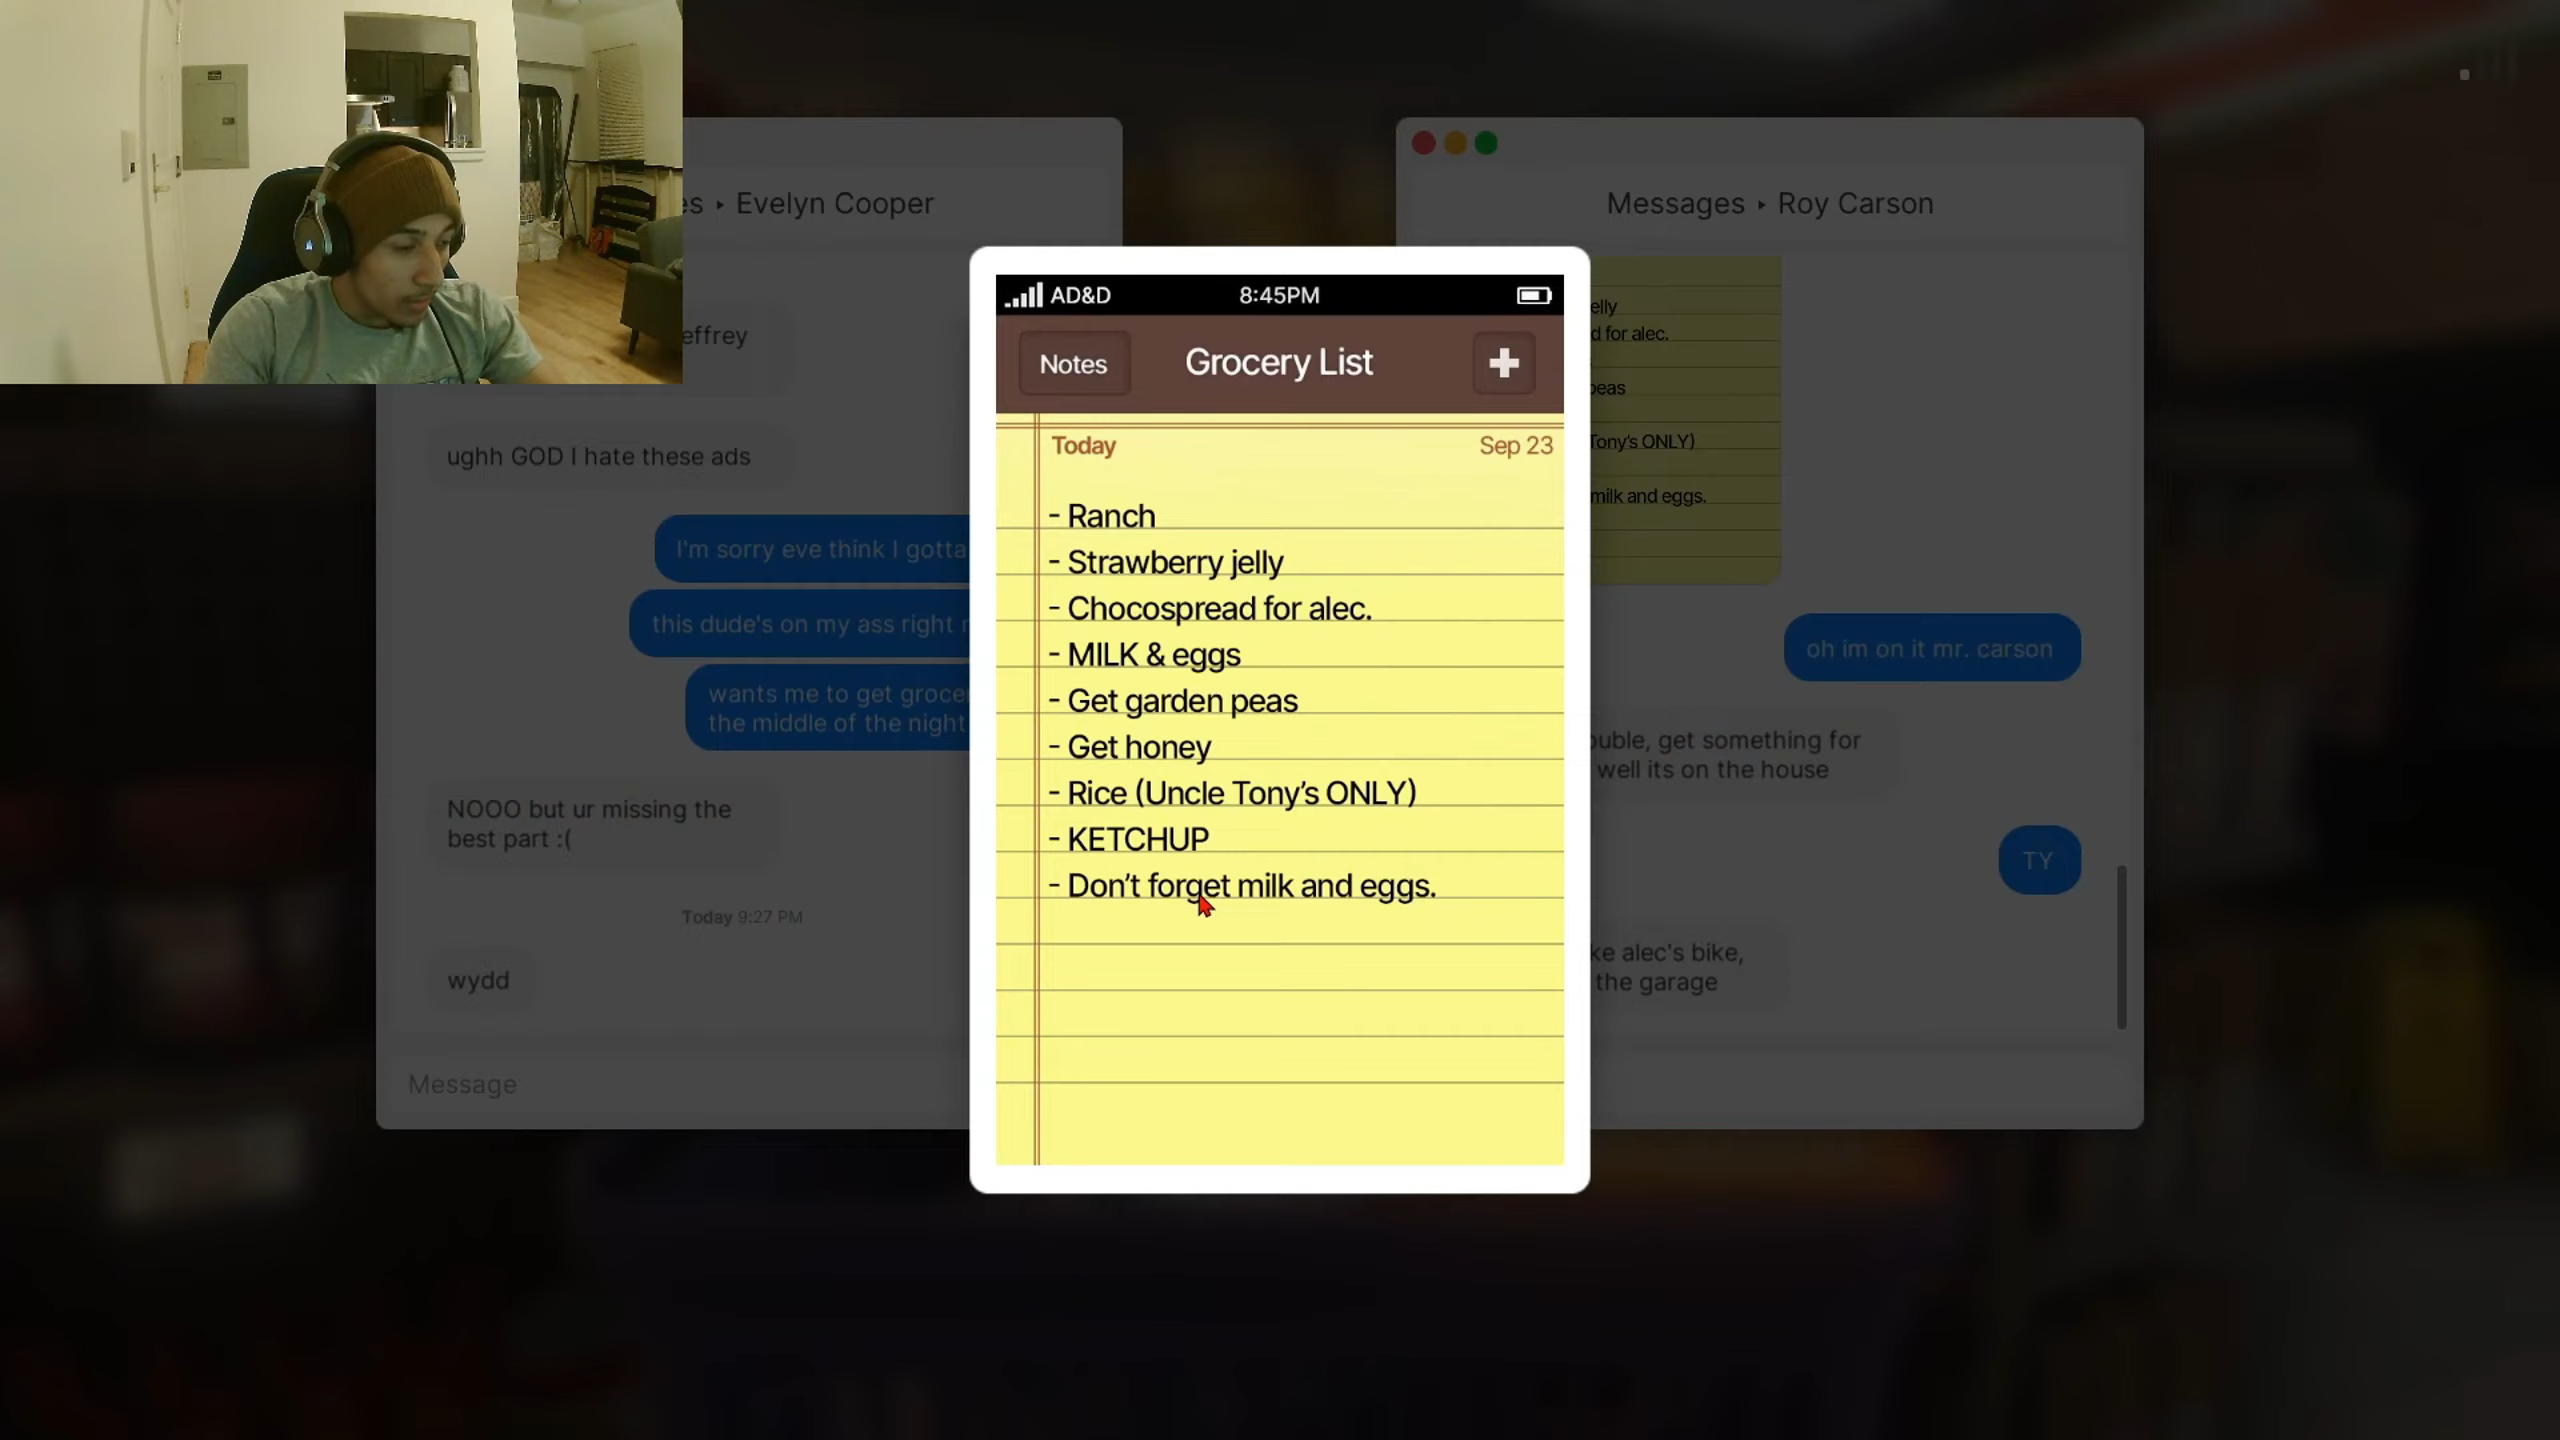 es ▸ Evelyn Cooper
effrey
ughh GOD I hate these ads
I'm sorry eve think I gotta
this dude's on my ass right
wants me to get groce
the middle of the night
NOOO but ur missing the
best part :(
Today 9:27 PM
wydd
Message
AD&D
8:45PM
Notes
Grocery List
Today
Sep 23
- Ranch
- Strawberry jelly
- Chocospread for alec.
- MILK & eggs
- Get garden peas
- Get honey
- Rice (Uncle Tony's ONLY)
- KETCHUP
- Don't forget milk and eggs.
Messages ▸ Roy Carson
elly
d for alec.
peas
Tony's ONLY)
milk and eggs.
oh im on it mr. carson
ouble, get something for
well its on the house
TY
ke alec's bike,
the garage